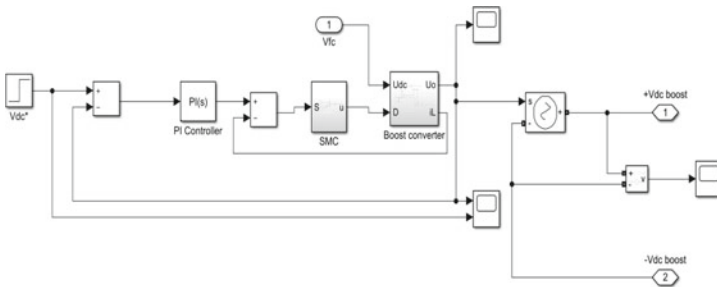 1
Vfc
Vdc*
+
−
PI(s)
PI Controller
+
−
S u
SMC
Udc Uo
D iL
Boost converter
s
-
+
+Vdc boost
1
+
-
v
-Vdc boost
2